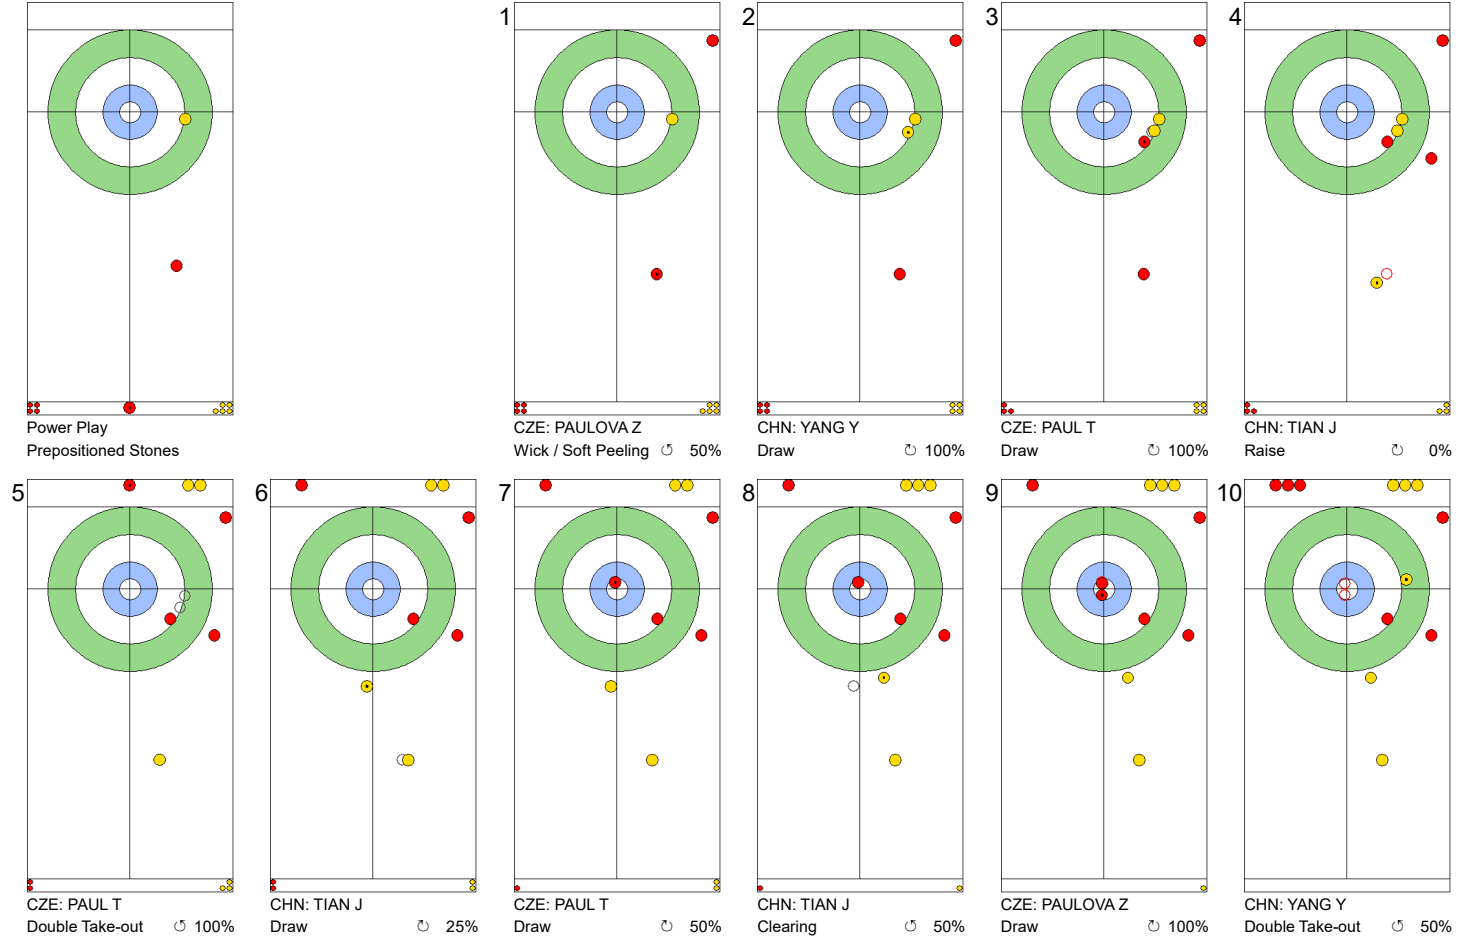 1
2
3
4
Power Play
Prepositioned Stones
CZE: PAULOVA Z
Wick / Soft Peeling 50%
CHN: YANG Y
Draw 100%
CZE: PAUL T
Draw 100%
CHN: TIAN J
Raise 0%
5
6
7
8
9
10
CZE: PAUL T
Double Take-out 100%
CHN: TIAN J
Draw 25%
CZE: PAUL T
Draw 50%
CHN: TIAN J
Clearing 50%
CZE: PAULOVA Z
Draw 100%
CHN: YANG Y
Double Take-out 50%